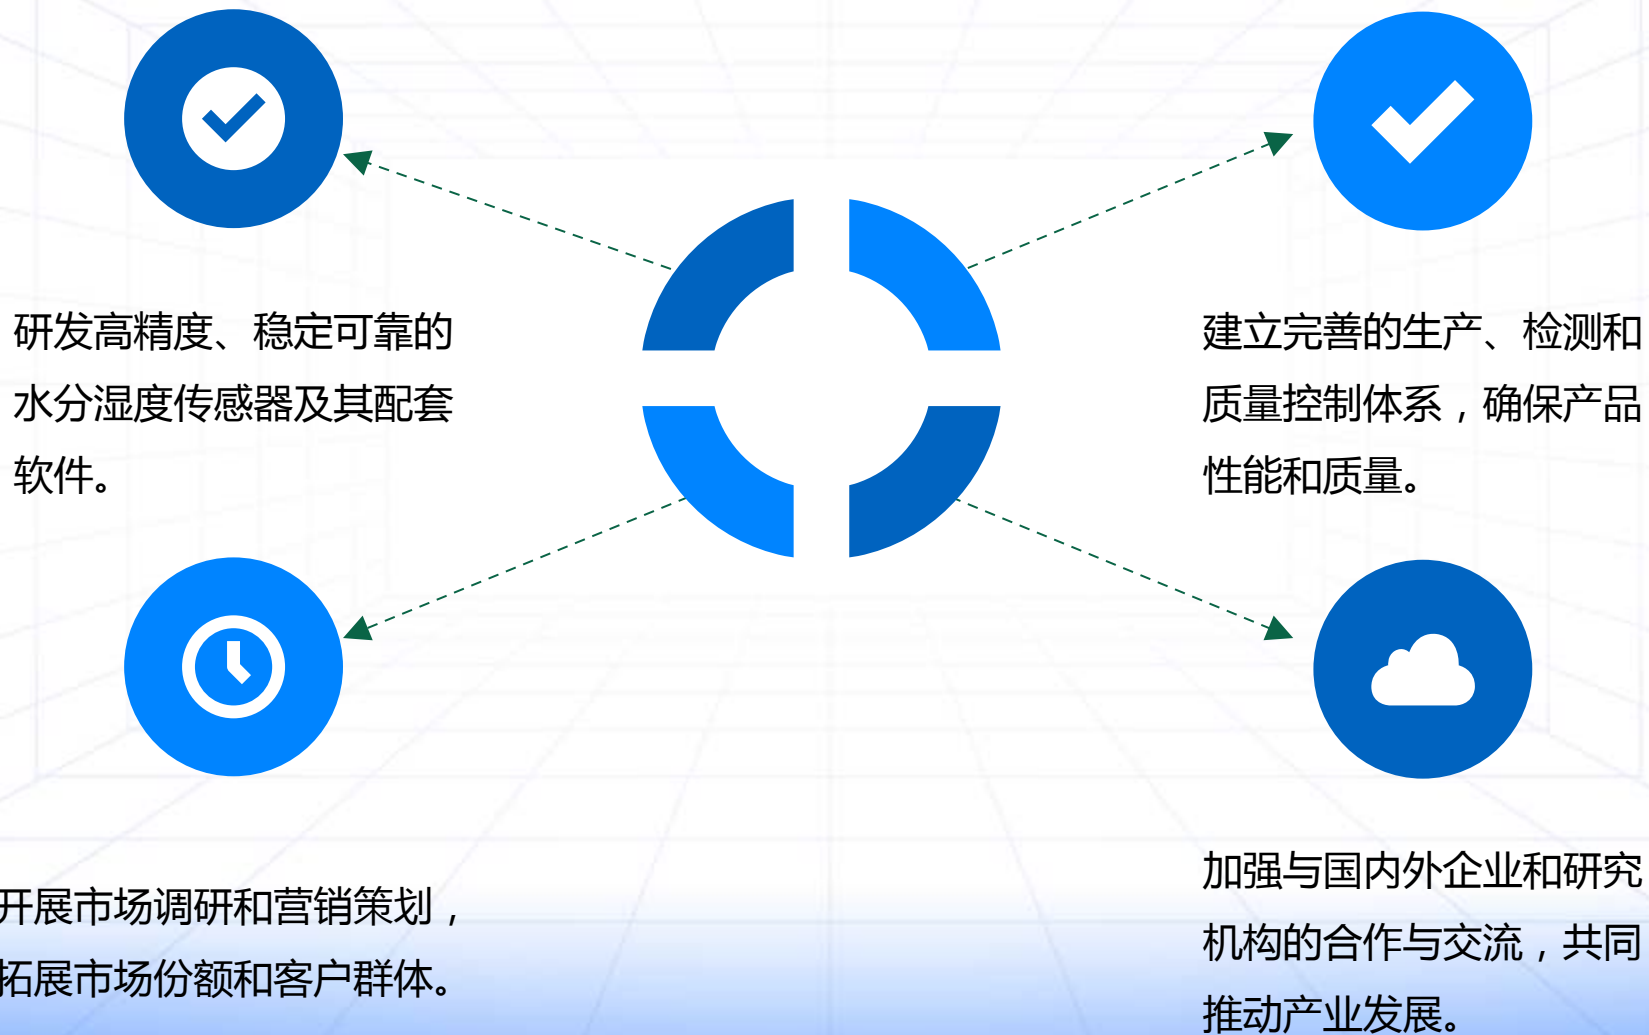 研发高精度、稳定可靠的
水分湿度传感器及其配套
软件。
建立完善的生产、检测和
质量控制体系，确保产品
性能和质量。
开展市场调研和营销策划，
拓展市场份额和客户群体。
加强与国内外企业和研究
机构的合作与交流，共同
推动产业发展。